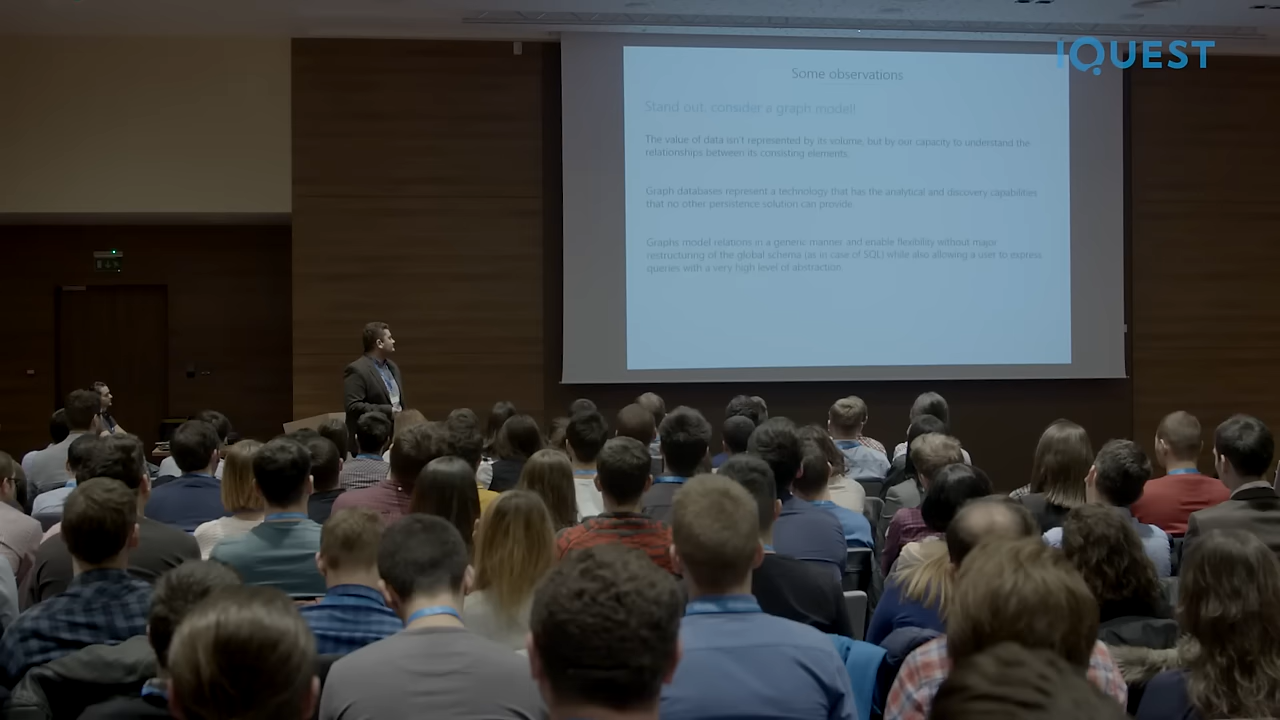 iQUEST
Some observations
Stand out, consider a graph model!
The value of data isn't represented by its volume, but by our capacity to understand the
relationships between its consisting elements.
Graph databases represent a technology that has the analytical and discovery capabilities
that no other persistence solution can provide
Graphs model relations in a generic manner and enable flexibility without major
restructuring of the global schema (as in case of SQL) while also allowing a user to express
queries with a very high level of abstraction